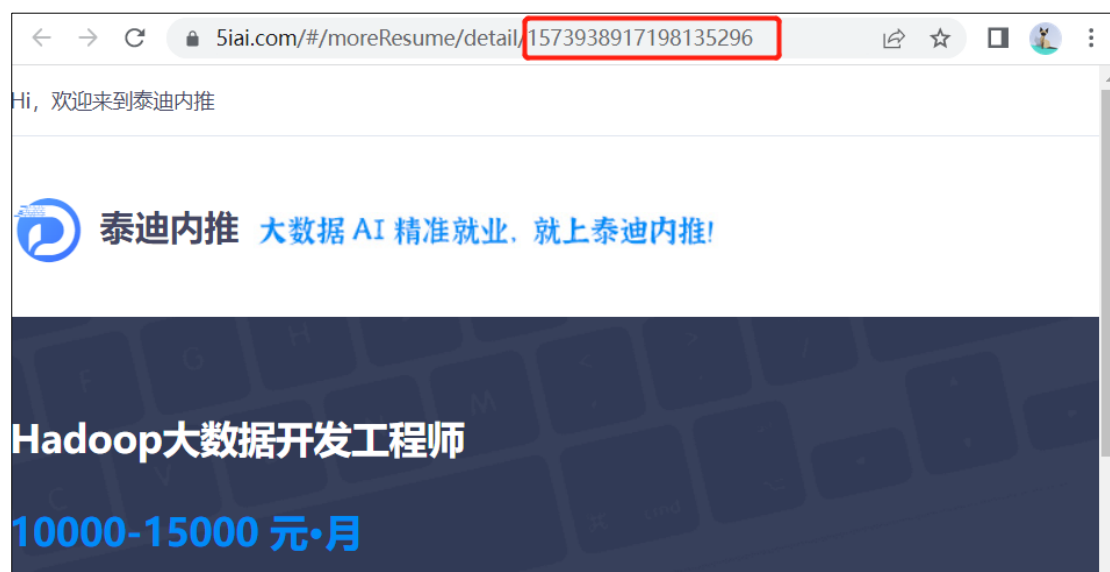 5iai.com/#/moreResume/detail/1573938917198135296
Hi，欢迎来到泰迪内推
泰迪内推 大数据 AI 精准就业，就上泰迪内推!
Hadoop大数据开发工程师
10000-15000 元•月